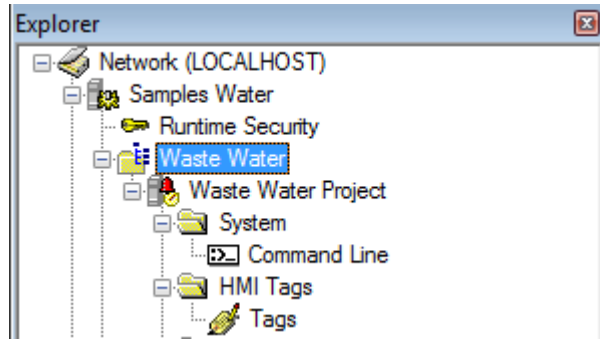 Explorer
Network (LOCALHOST)
Samples Water
Runtime Security
Waste Water
Waste Water Project
System
Command Line
HMI Tags
Tags